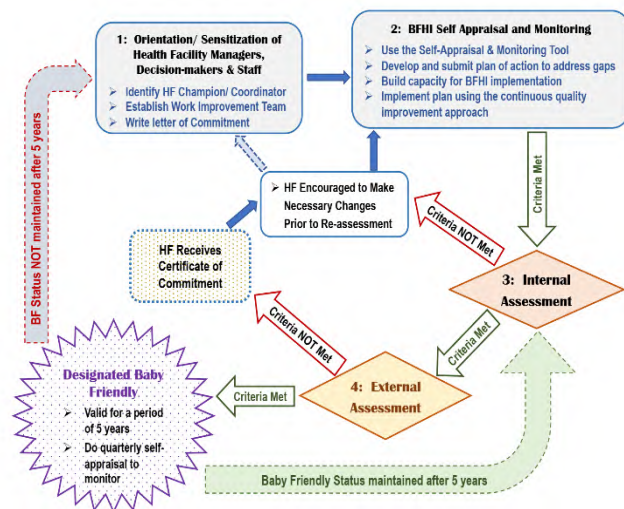 1: Orientation/ Sensitization of
Health Facility Managers,
Decision-makers & Staff
➢ Identify HF Champion/ Coordinator
➢ Establish Work Improvement Team
➢ Write letter of Commitment
2: BFHI Self Appraisal and Monitoring
➢ Use the Self-Appraisal & Monitoring Tool
➢ Develop and submit plan of action to address gaps
➢ Build capacity for BFHI implementation
➢ Implement plan using the continuous quality
improvement approach
BF Status NOT maintained after 5 years
➢ HF Encouraged to Make
Necessary Changes
Prior to Re-assessment
Criteria NOT Met
Criteria Met
HF Receives
Certificate of
Commitment
3: Internal
Assessment
Criteria NOT Met
Criteria Met
Designated Baby
Friendly
➢ Valid for a period
of 5 years
➢ Do quarterly self-
appraisal to
monitor
Criteria Met
4: External
Assessment
Baby Friendly Status maintained after 5 years